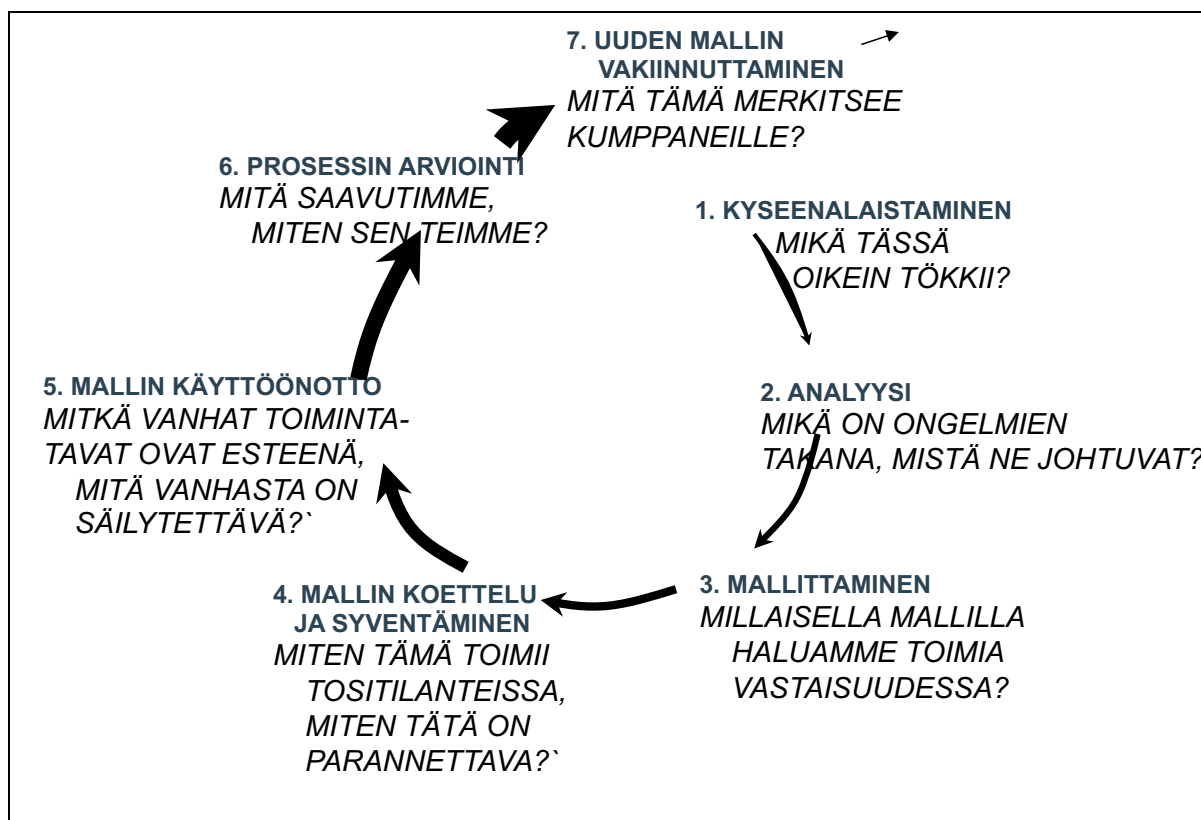 7. UUDEN MALLIN
VAKIINNUTTAMINEN
MITÄ TÄMÄ MERKITSEE
KUMPPANEILLE?
6. PROSESSIN ARVIOINTI
MITÄ SAAVUTIMME,
MITEN SEN TEIMME?
1. KYSEENALAISTAMINEN
MIKÄ TÄSSÄ
OIKEIN TÖKKII?
5. MALLIN KÄYTTÖÖNOTTO
MITKÄ VANHAT TOIMINTA-
TAVAT OVAT ESTEENÄ,
MITÄ VANHASTA ON
SÄILYTETTÄVÄ?`
2. ANALYYSI
MIKÄ ON ONGELMIEN
TAKANA, MISTÄ NE JOHTUVAT?
4. MALLIN KOETTELU
JA SYVENTÄMINEN
MITEN TÄMÄ TOIMII
TOSITILANTEISSA,
MITEN TÄTÄ ON
PARANNETTAVA?`
3. MALLITTAMINEN
MILLAISELLA MALLILLA
HALUAMME TOIMIA
VASTAISUUDESSA?